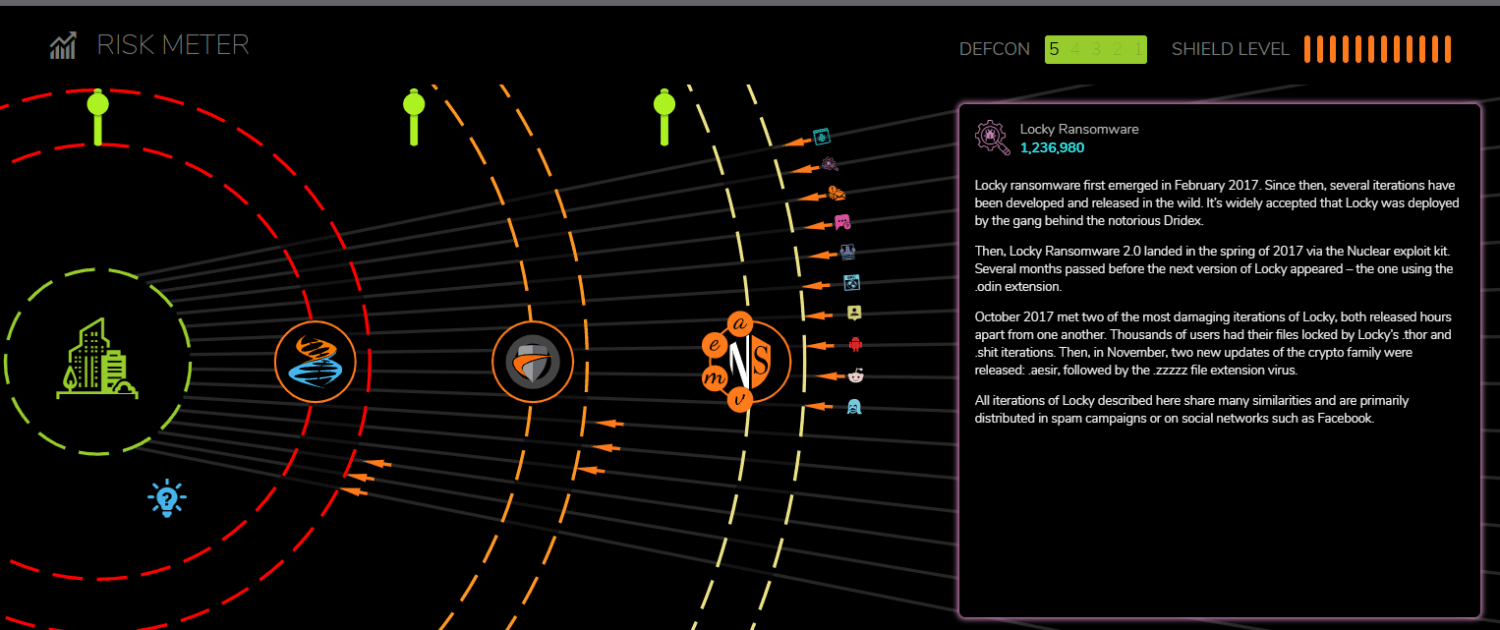 RISK METER
DEFCON 5 4 3 2 1 SHIELD LEVEL
Locky Ransomware
1,236,980
Locky ransomware first emerged in February 2017. Since then, several iterations have
been developed and released in the wild. It's widely accepted that Locky was deployed
by the gang behind the notorious Dridex.
Then, Locky Ransomware 2.0 landed in the spring of 2017 via the Nuclear exploit kit.
Several months passed before the next version of Locky appeared – the one using the
.odin extension.
October 2017 met two of the most damaging iterations of Locky, both released hours
apart from one another. Thousands of users had their files locked by Locky's .thor and
.shit iterations. Then, in November, two new updates of the crypto family were
released: .aesir, followed by the .zzzzz file extension virus.
All iterations of Locky described here share many similarities and are primarily
distributed in spam campaigns or on social networks such as Facebook.
a
e
NS
m
v
?